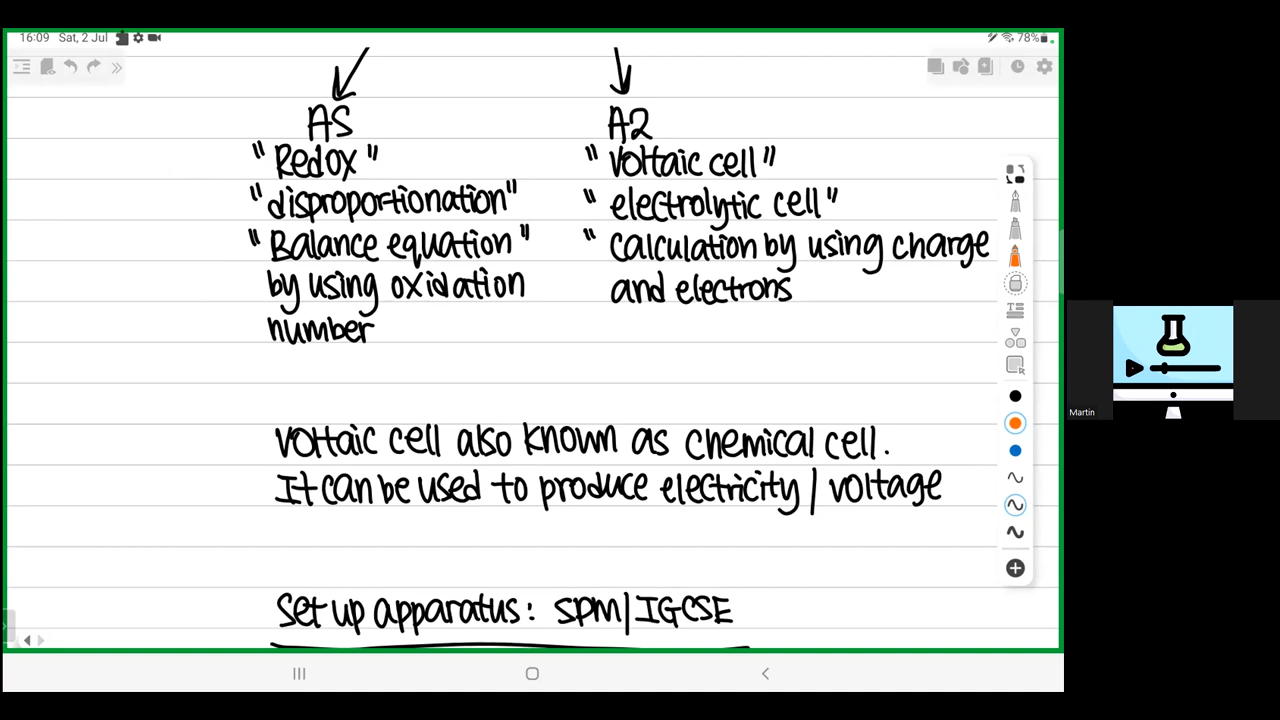 16:09 Sat, 2 Jul
78%
AS
A2
"Redox"
"disproportionation"
"Balance equation"
by using oxidation
number
"voltaic cell"
"electrolytic cell"
"calculation by using charge
and electrons
voltaic cell also known as chemical cell.
It can be used to produce electricity | voltage
Set up apparatus: SPM|IGCSE
Martin